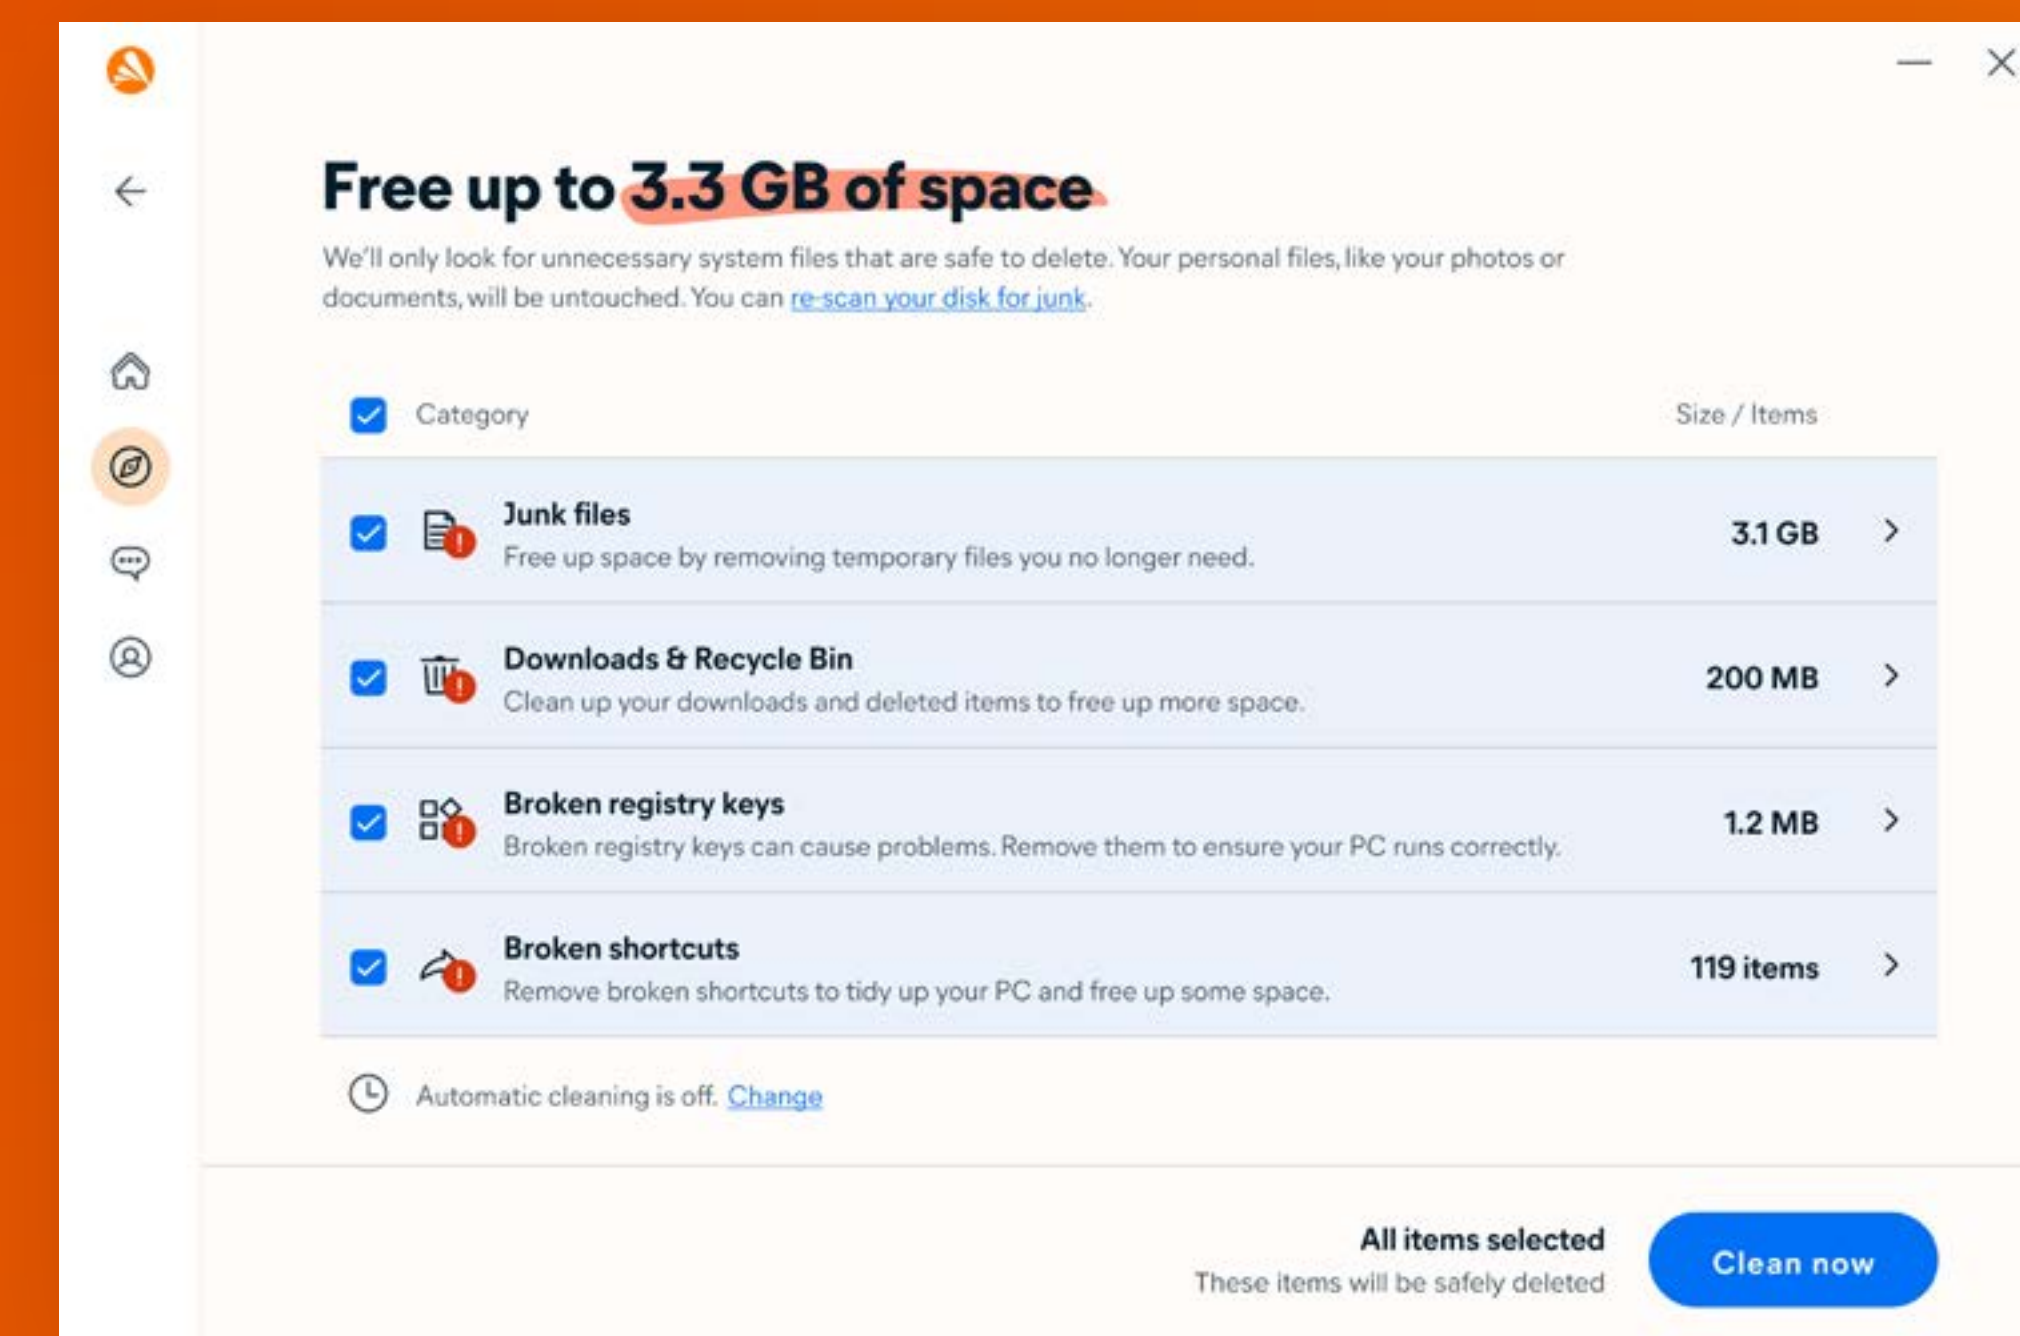 Free up to 3.3 GB of space
We'll only look for unnecessary system files that are safe to delete. Your personal files, like your photos or
documents, will be untouched. You can re-scan your disk for junk.
Category Size / Items
Junk files
Free up space by removing temporary files you no longer need.
3.1 GB
Downloads & Recycle Bin
Clean up your downloads and deleted items to free up more space.
200 MB
Broken registry keys
Broken registry keys can cause problems. Remove them to ensure your PC runs correctly.
1.2 MB
Broken shortcuts
Remove broken shortcuts to tidy up your PC and free up some space.
119 items
Automatic cleaning is off. Change
All items selected
These items will be safely deleted
Clean now